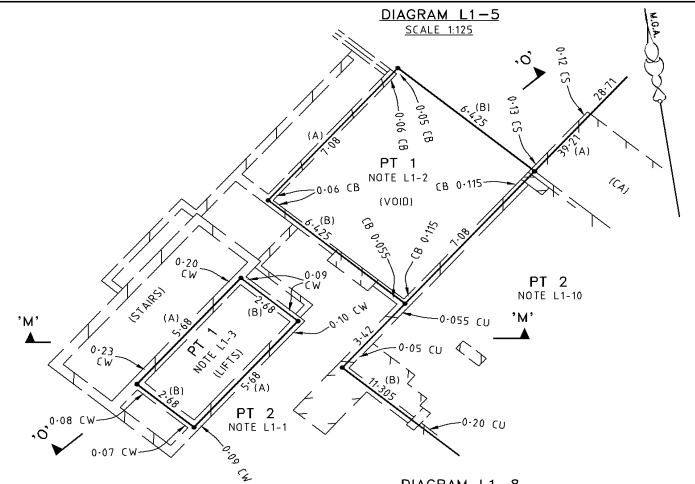 DIAGRAM L1-5
SCALE 1:125
M.G.A.
'O'
0·12 CS
28·71
0·13 CS
39·21
(A)
6·425
(B)
0·05 CB
0·06 CB
(A)
7·08
PT 1
NOTE L1-2
(VOID)
CB 0·115
(CA)
0·06 CB
(B)
6·425
CB 0·055
CB 0·115
7·08
0·20
CW
0·09
CW
2·68
(B)
PT 2
NOTE L1-10
(STAIRS)
(A)
5·68
PT 1
NOTE L1-3
(LIFTS)
0·10 CW
'M'
'M'
0·055 CU
3·42
0·05 CU
0·23
CW
5·68
(A)
(B)
2·68
(B)
11·305
0·08 CW
PT 2
NOTE L1-1
0·20 CU
'O'
0·07 CW
0·09
CW
DIAGRAM L1-8